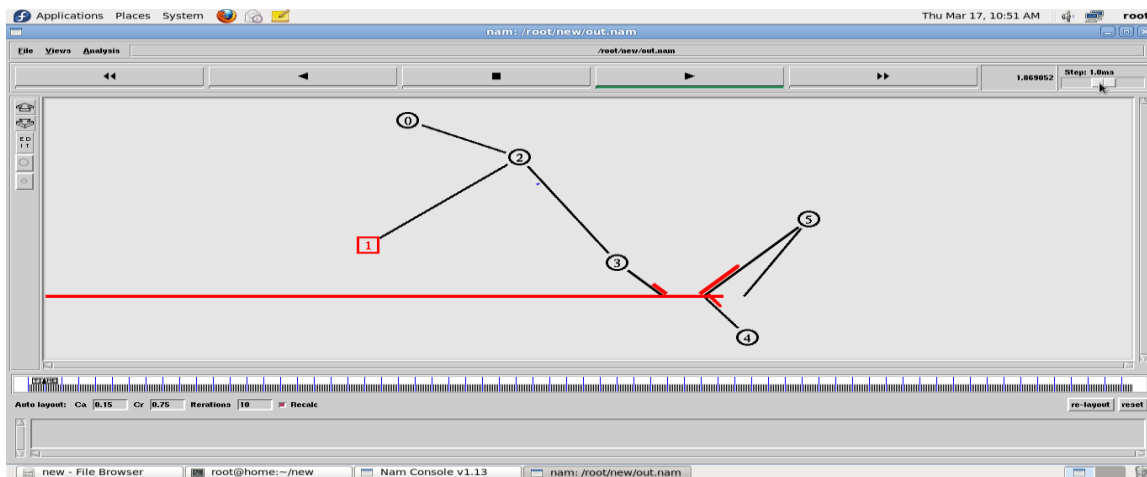 Applications Places System Thu Mar 17, 10:51 AM root
nam: /root/new/out.nam
File Views Analysis /root/new/out.nam
1.069052 Step: 1.0ms
E D
I T
0
2
5
1
3
4
Auto layout: Ca 0.15 Cr 0.75 Iterations 10 Recalc re-layout reset
new - File Browser root@home:~/new Nam Console v1.13 nam: /root/new/out.nam